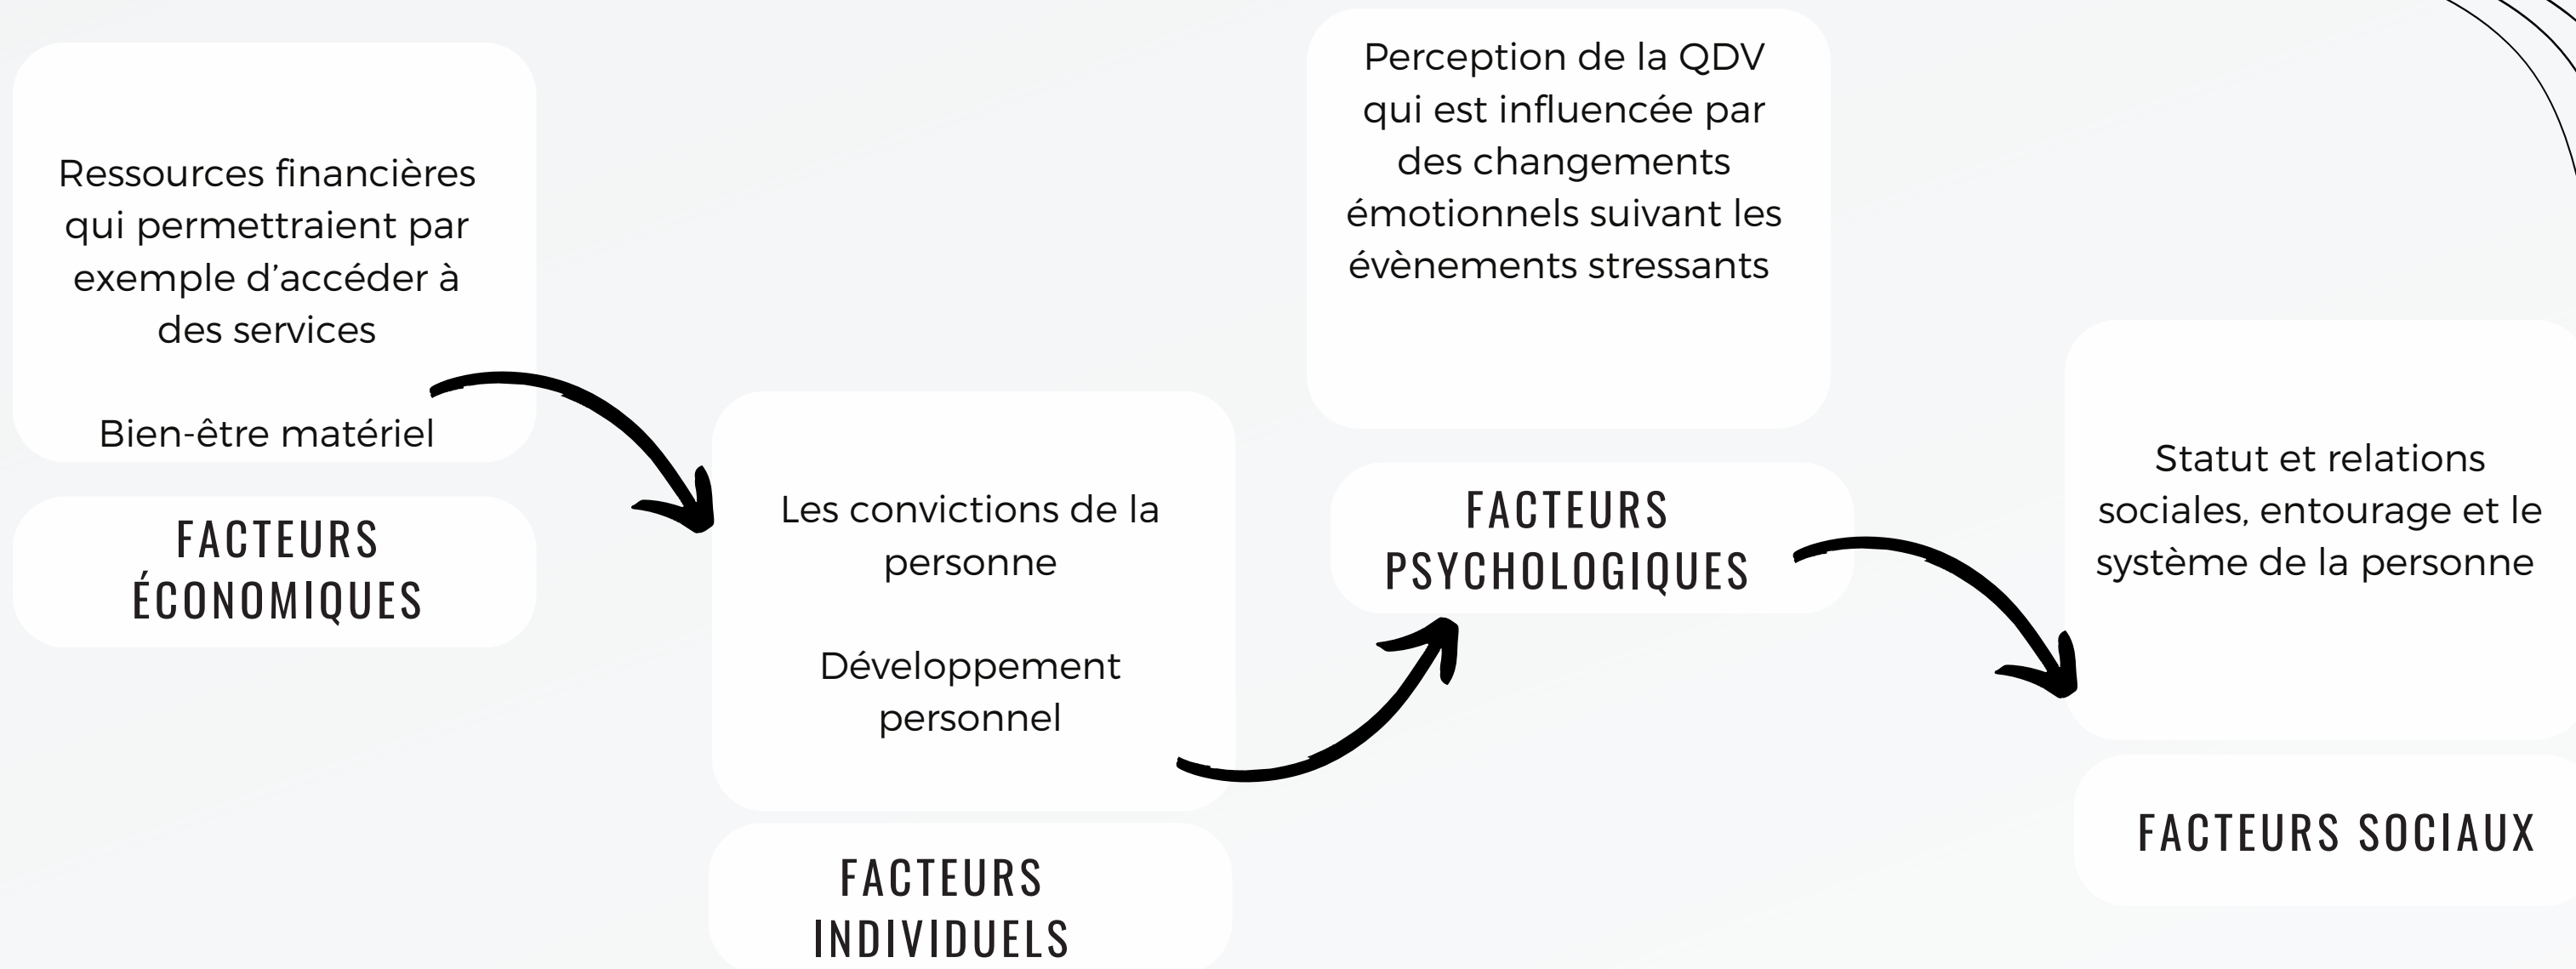 Ressources financières
qui permettraient par
exemple d’accéder à
des services
Bien-être matériel
FACTEURS
ÉCONOMIQUES
Les convictions de la
personne
Développement
personnel
FACTEURS
INDIVIDUELS
Perception de la QDV
qui est influencée par
des changements
émotionnels suivant les
évènements stressants
FACTEURS
PSYCHOLOGIQUES
Statut et relations
sociales, entourage et le
système de la personne
FACTEURS SOCIAUX